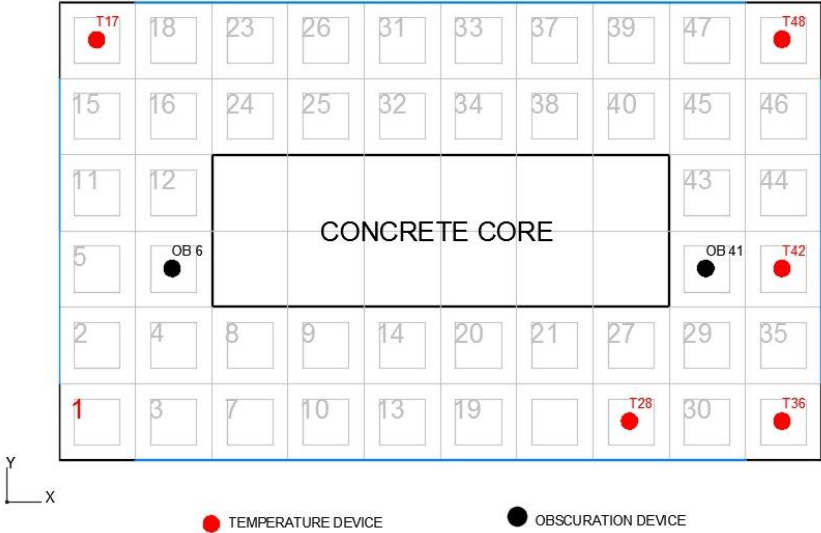 T17 18 23 26 31 33 37 39 47 T48
15 16 24 25 32 34 38 40 45 46
11 12 43 44
CONCRETE CORE
5 OB 6 OB 41 T42
2 4 8 9 14 20 21 27 29 35
1 3 7 10 13 19 T28 30 T36
Y
X
TEMPERATURE DEVICE OBSCURATION DEVICE